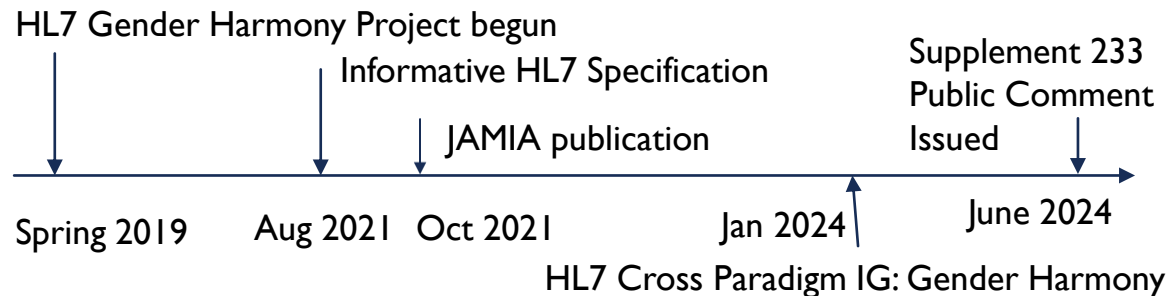 HL7 Gender Harmony Project begun
Informative HL7 Specification
JAMIA publication
Supplement 233
Public Comment
Issued
Spring 2019
Aug 2021
Oct 2021
Jan 2024
June 2024
HL7 Cross Paradigm IG: Gender Harmony